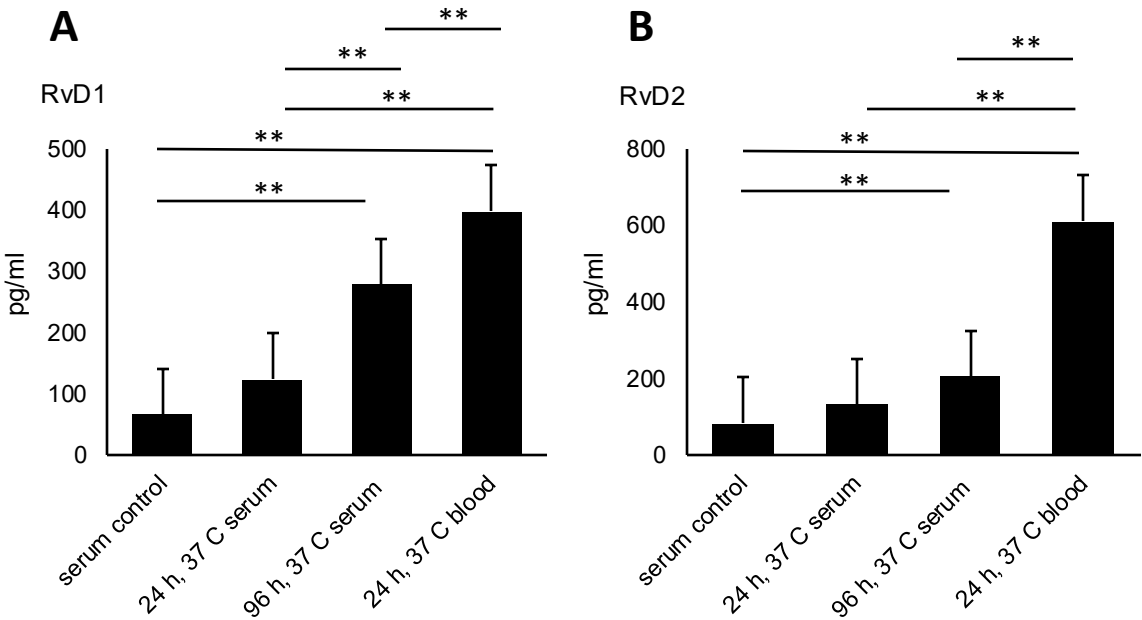 A
**
**
RvD1
**
**
**
500
400
300
200
100
0
pg/ml
serum control
24 h, 37 C serum
96 h, 37 C serum
24 h, 37 C blood
B
**
RvD2
**
**
**
800
600
400
200
0
pg/ml
serum control
24 h, 37 C serum
96 h, 37 C serum
24 h, 37 C blood